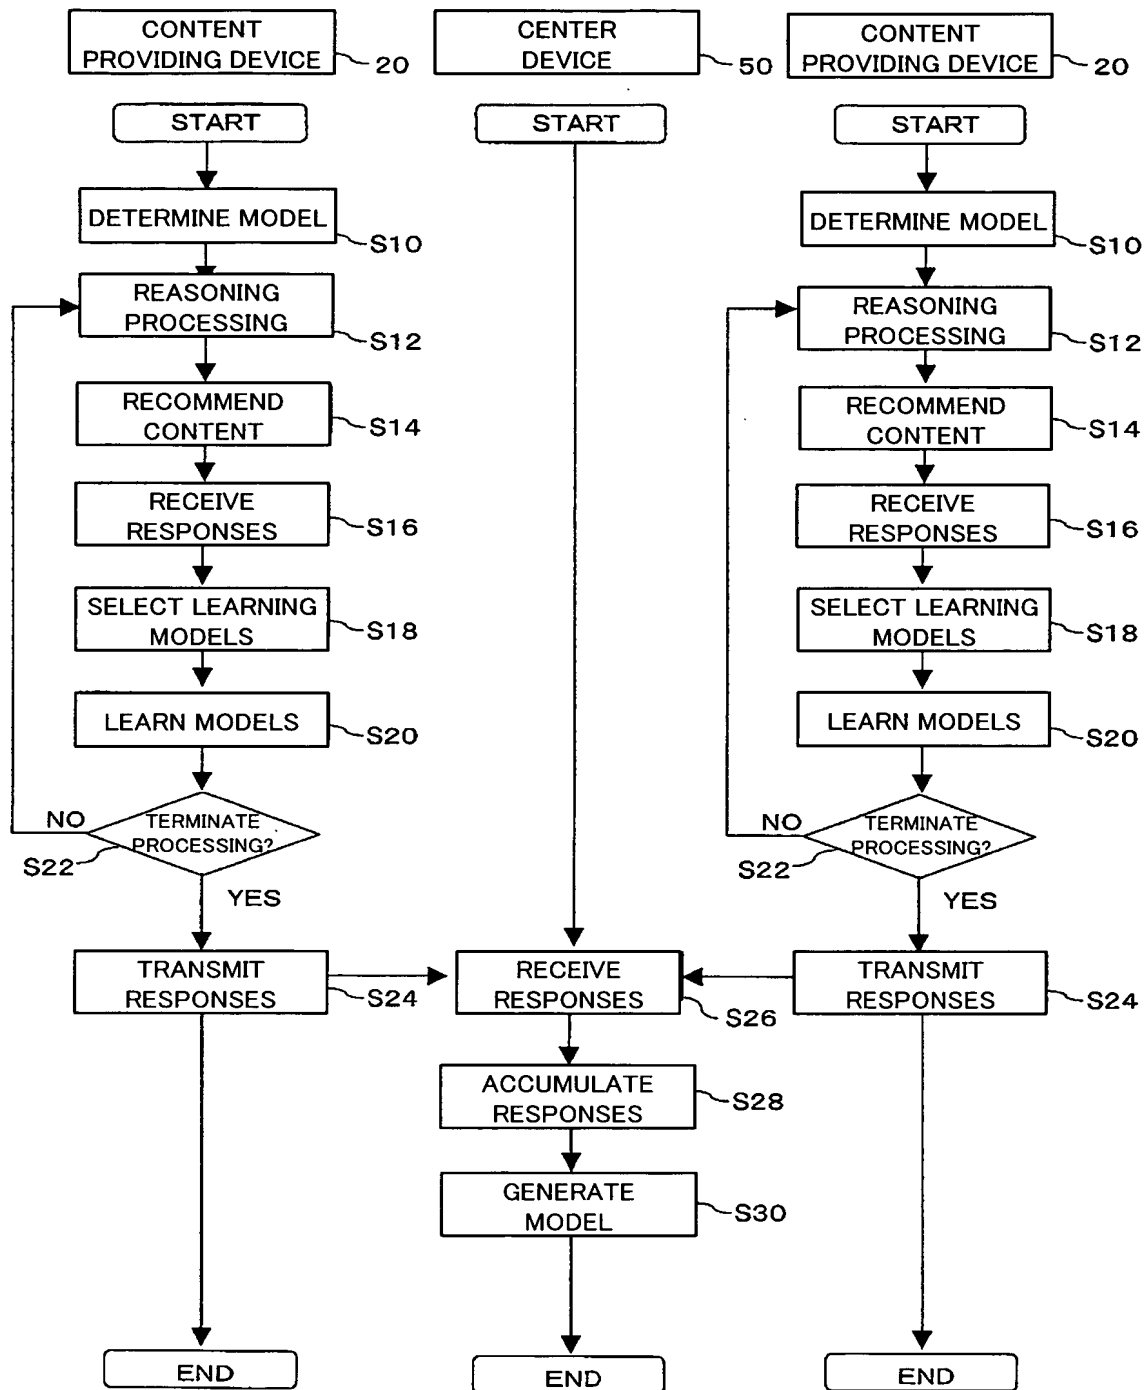 CONTENT
PROVIDING DEVICE
20
START
DETERMINE MODEL
S10
REASONING
PROCESSING
S12
RECOMMEND
CONTENT
S14
RECEIVE
RESPONSES
S16
SELECT LEARNING
MODELS
S18
LEARN MODELS
S20
NO
TERMINATE
PROCESSING?
S22
YES
TRANSMIT
RESPONSES
S24
END
CENTER
DEVICE
50
START
RECEIVE
RESPONSES
S26
ACCUMULATE
RESPONSES
S28
GENERATE
MODEL
S30
END
CONTENT
PROVIDING DEVICE
20
START
DETERMINE MODEL
S10
REASONING
PROCESSING
S12
RECOMMEND
CONTENT
S14
RECEIVE
RESPONSES
S16
SELECT LEARNING
MODELS
S18
LEARN MODELS
S20
NO
TERMINATE
PROCESSING?
S22
YES
TRANSMIT
RESPONSES
S24
END